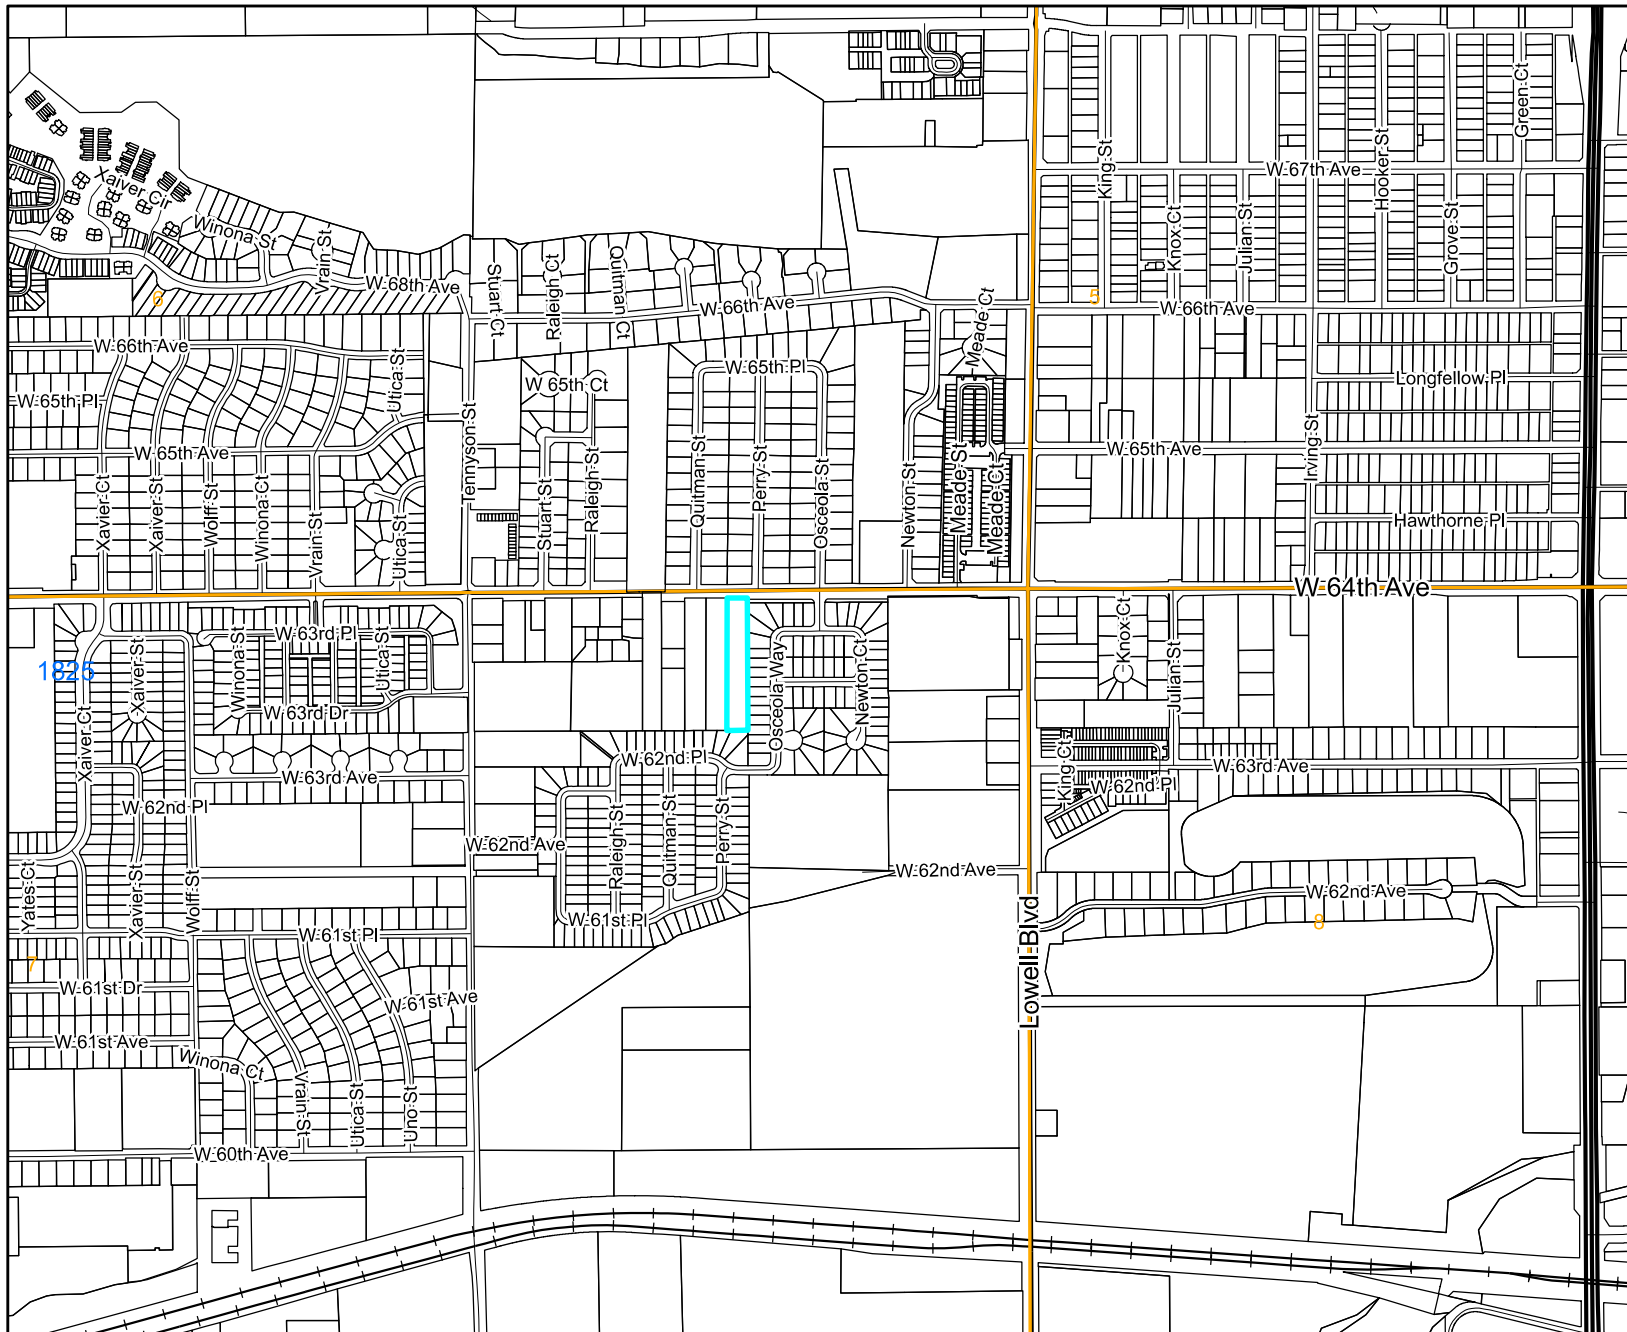 Green Ct
King St
Hooker St
W 67th Ave
Xaiver Cir
Winona St
Vrain St
Knox Ct
Julian St
Grove St
W 68th Ave
Stuart Ct
Raleigh Ct
Quitman Ct
6
5
W 66th Ave
W 66th Ave
Meade Ct
W 66th Ave
Utica St
W 65th Pl
W 65th Ct
W 65th Pl
Longfellow Pl
W 65th Ave
Tennyson St
W 65th Ave
Irving St
Xavier Ct
Xaiver St
Wolff St
Winona Ct
Vrain St
Utica St
Stuart St
Raleigh St
Quitman St
Perry St
Osceola St
Newton St
Meade St
Meade Ct
Hawthorne Pl
W 64th Ave
W 63rd Pl
Winona St
Utica St
Xaiver St
1825
Osceola Way
Newton Ct
Knox Ct
Julian St
W 63rd Dr
Xaiver Ct
W 63rd Ave
W 62nd Pl
King Ct
W 63rd Ave
W 62nd Pl
W 62nd Pl
W 62nd Ave
Raleigh St
Quitman St
Perry St
W 62nd Ave
Yates Ct
Xavier St
Wolff St
W 62nd Ave
W 61st Pl
8
W 61st Pl
7
Lowell Blvd
W 61st Dr
W 61st Ave
W 61st Ave
Winona Ct
Vrain St
Utica St
Uno St
W 60th Ave